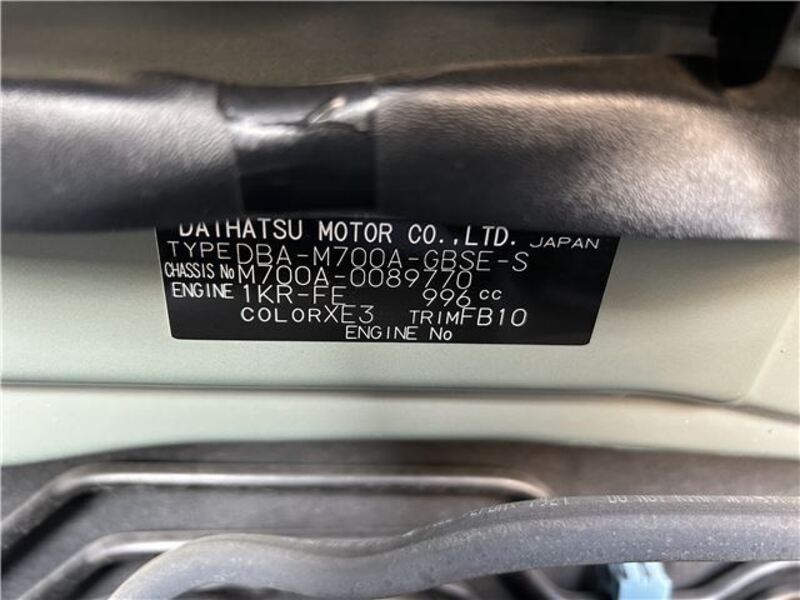 DAIHATSU MOTOR CO.,LTD. JAPAN
TYPE DBA-M700A-GBSE-S
CHASSIS No M700A-0089770
ENGINE 1KR-FE 996 cc
COLOR XE3 TRIM FB10
ENGINE No